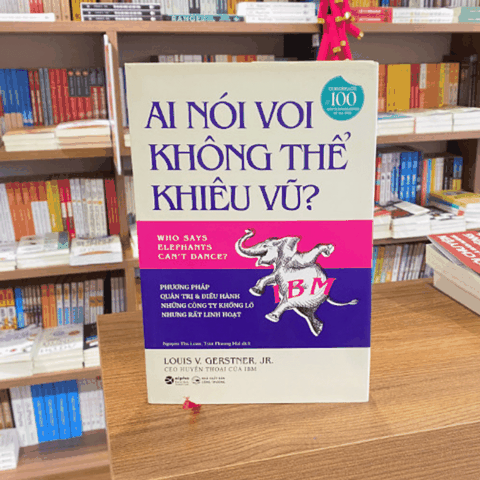 100
AI NÓI VOI
KHÔNG THỂ
KHIÊU VŨ?
WHO SAYS
ELEPHANTS
CAN'T DANCE?
IBM
PHƯƠNG PHÁP
QUẢN TRỊ & ĐIỀU HÀNH
NHỮNG CÔNG TY KHỔNG LỒ
NHƯNG RẤT LINH HOẠT
LOUIS V. GERSTNER, JR.
CEO HUYỀN THOẠI CỦA IBM
alphabooks